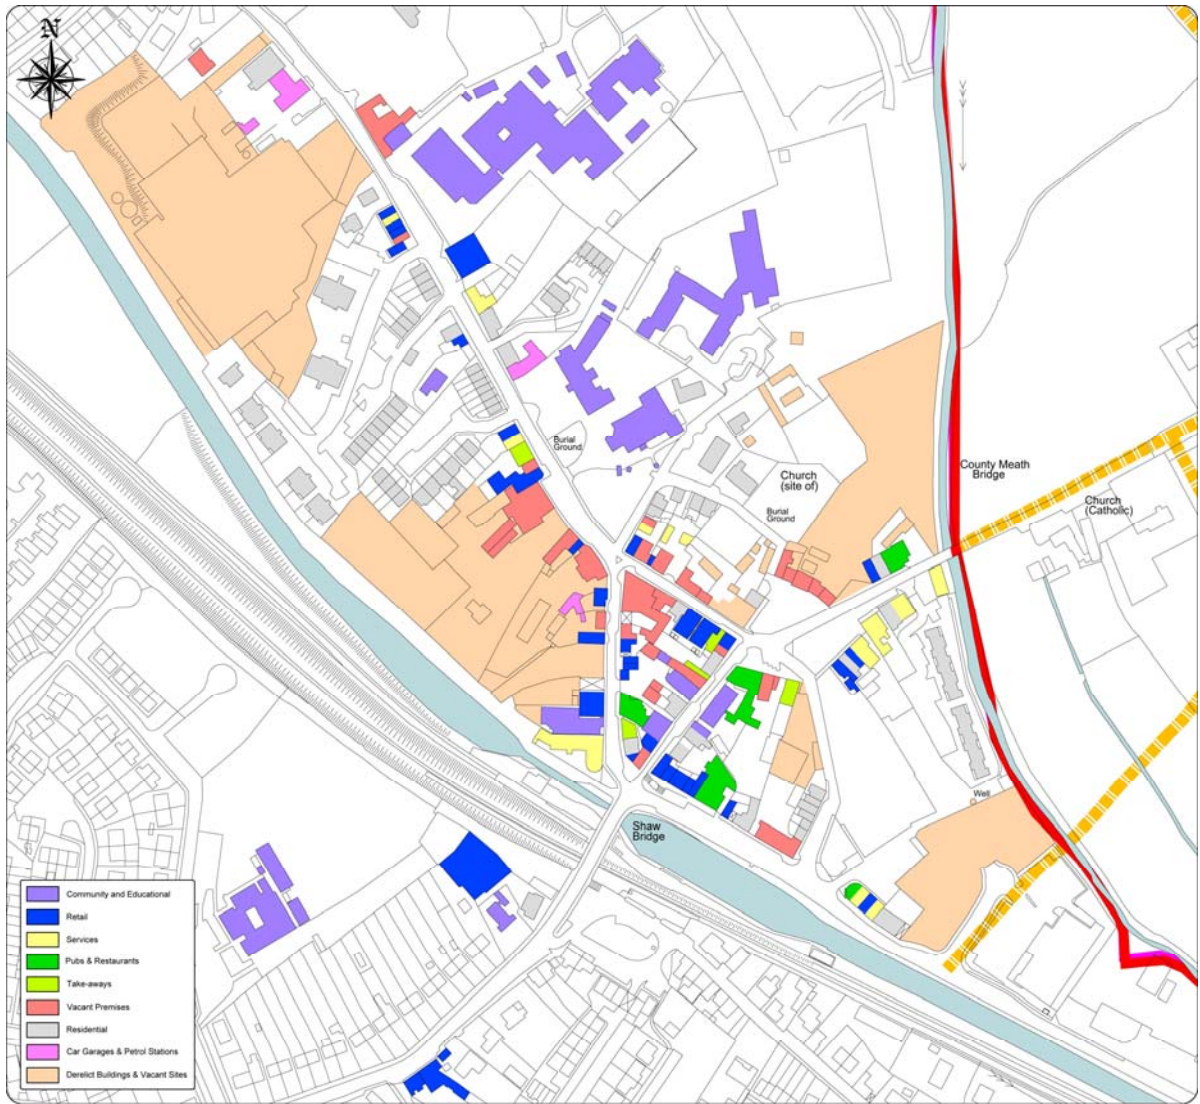 N
Burial
Ground
Church
(site of)
Burial
Ground
County Meath
Bridge
Church
(Catholic)
Well
Shaw
Bridge
Community and Educational
Retail
Services
Pubs & Restaurants
Take-aways
Vacant Premises
Residential
Car Garages & Petrol Stations
Derelict Buildings & Vacant Sites